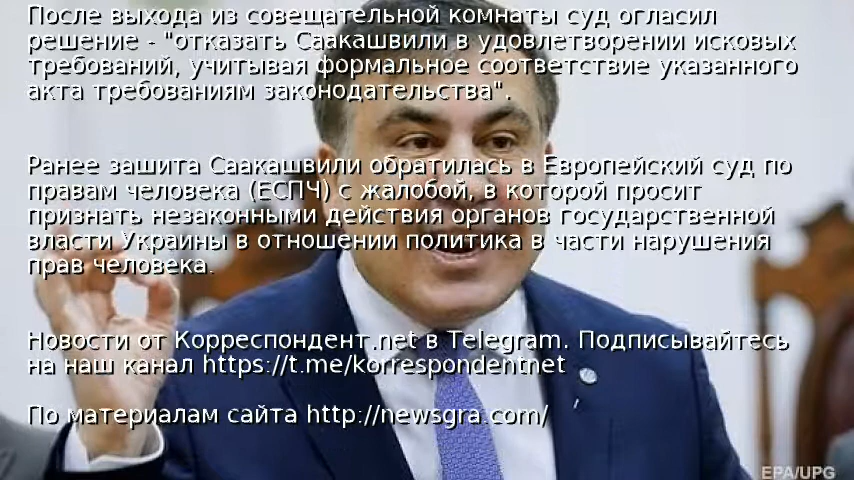 После выхода из совещательной комнаты суд огласил
решение - "отказать Саакашвили в удовлетворении исковых
требований, учитывая формальное соответствие указанного
акта требованиям законодательства".
Ранее зашита Саакашвили обратилась в Европейский суд по
правам человека (ЕСПЧ) с жалобой, в которой просит
признать незаконными действия органов государственной
власти Украины в отношении политика в части нарушения
прав человека.
Новости от Корреспондент.net в Telegram. Подписывайтесь
на наш канал https://t.me/korrespondentnet
По материалам сайта http://newsgra.com/
EPA/UPG